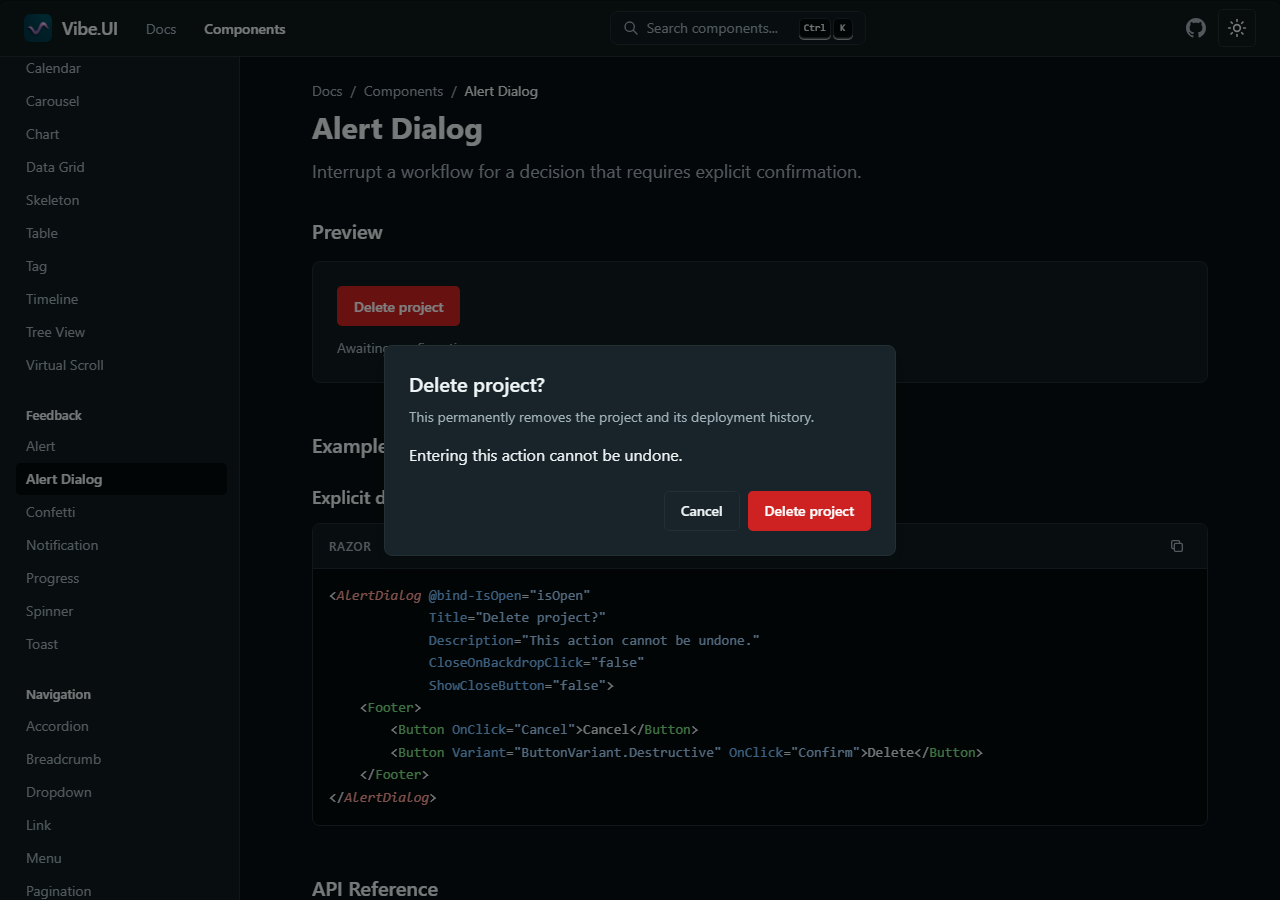 Vibe.UI
Docs
Components
Search components...
Ctrl K
Calendar
Carousel
Chart
Data Grid
Skeleton
Table
Tag
Timeline
Tree View
Virtual Scroll
Feedback
Alert
Alert Dialog
Confetti
Notification
Progress
Spinner
Toast
Navigation
Accordion
Breadcrumb
Dropdown
Link
Menu
Pagination
Docs / Components / Alert Dialog
Alert Dialog
Interrupt a workflow for a decision that requires explicit confirmation.
Preview
Delete project
Delete project?
This permanently removes the project and its deployment history.
Entering this action cannot be undone.
Cancel
Delete project
Explicit
RAZOR
<AlertDialog @bind-IsOpen="isOpen"
Title="Delete project?"
Description="This action cannot be undone."
CloseOnBackdropClick="false"
ShowCloseButton="false">
<Footer>
<Button OnClick="Cancel">Cancel</Button>
<Button Variant="ButtonVariant.Destructive" OnClick="Confirm">Delete</Button>
</Footer>
</AlertDialog>
API Reference